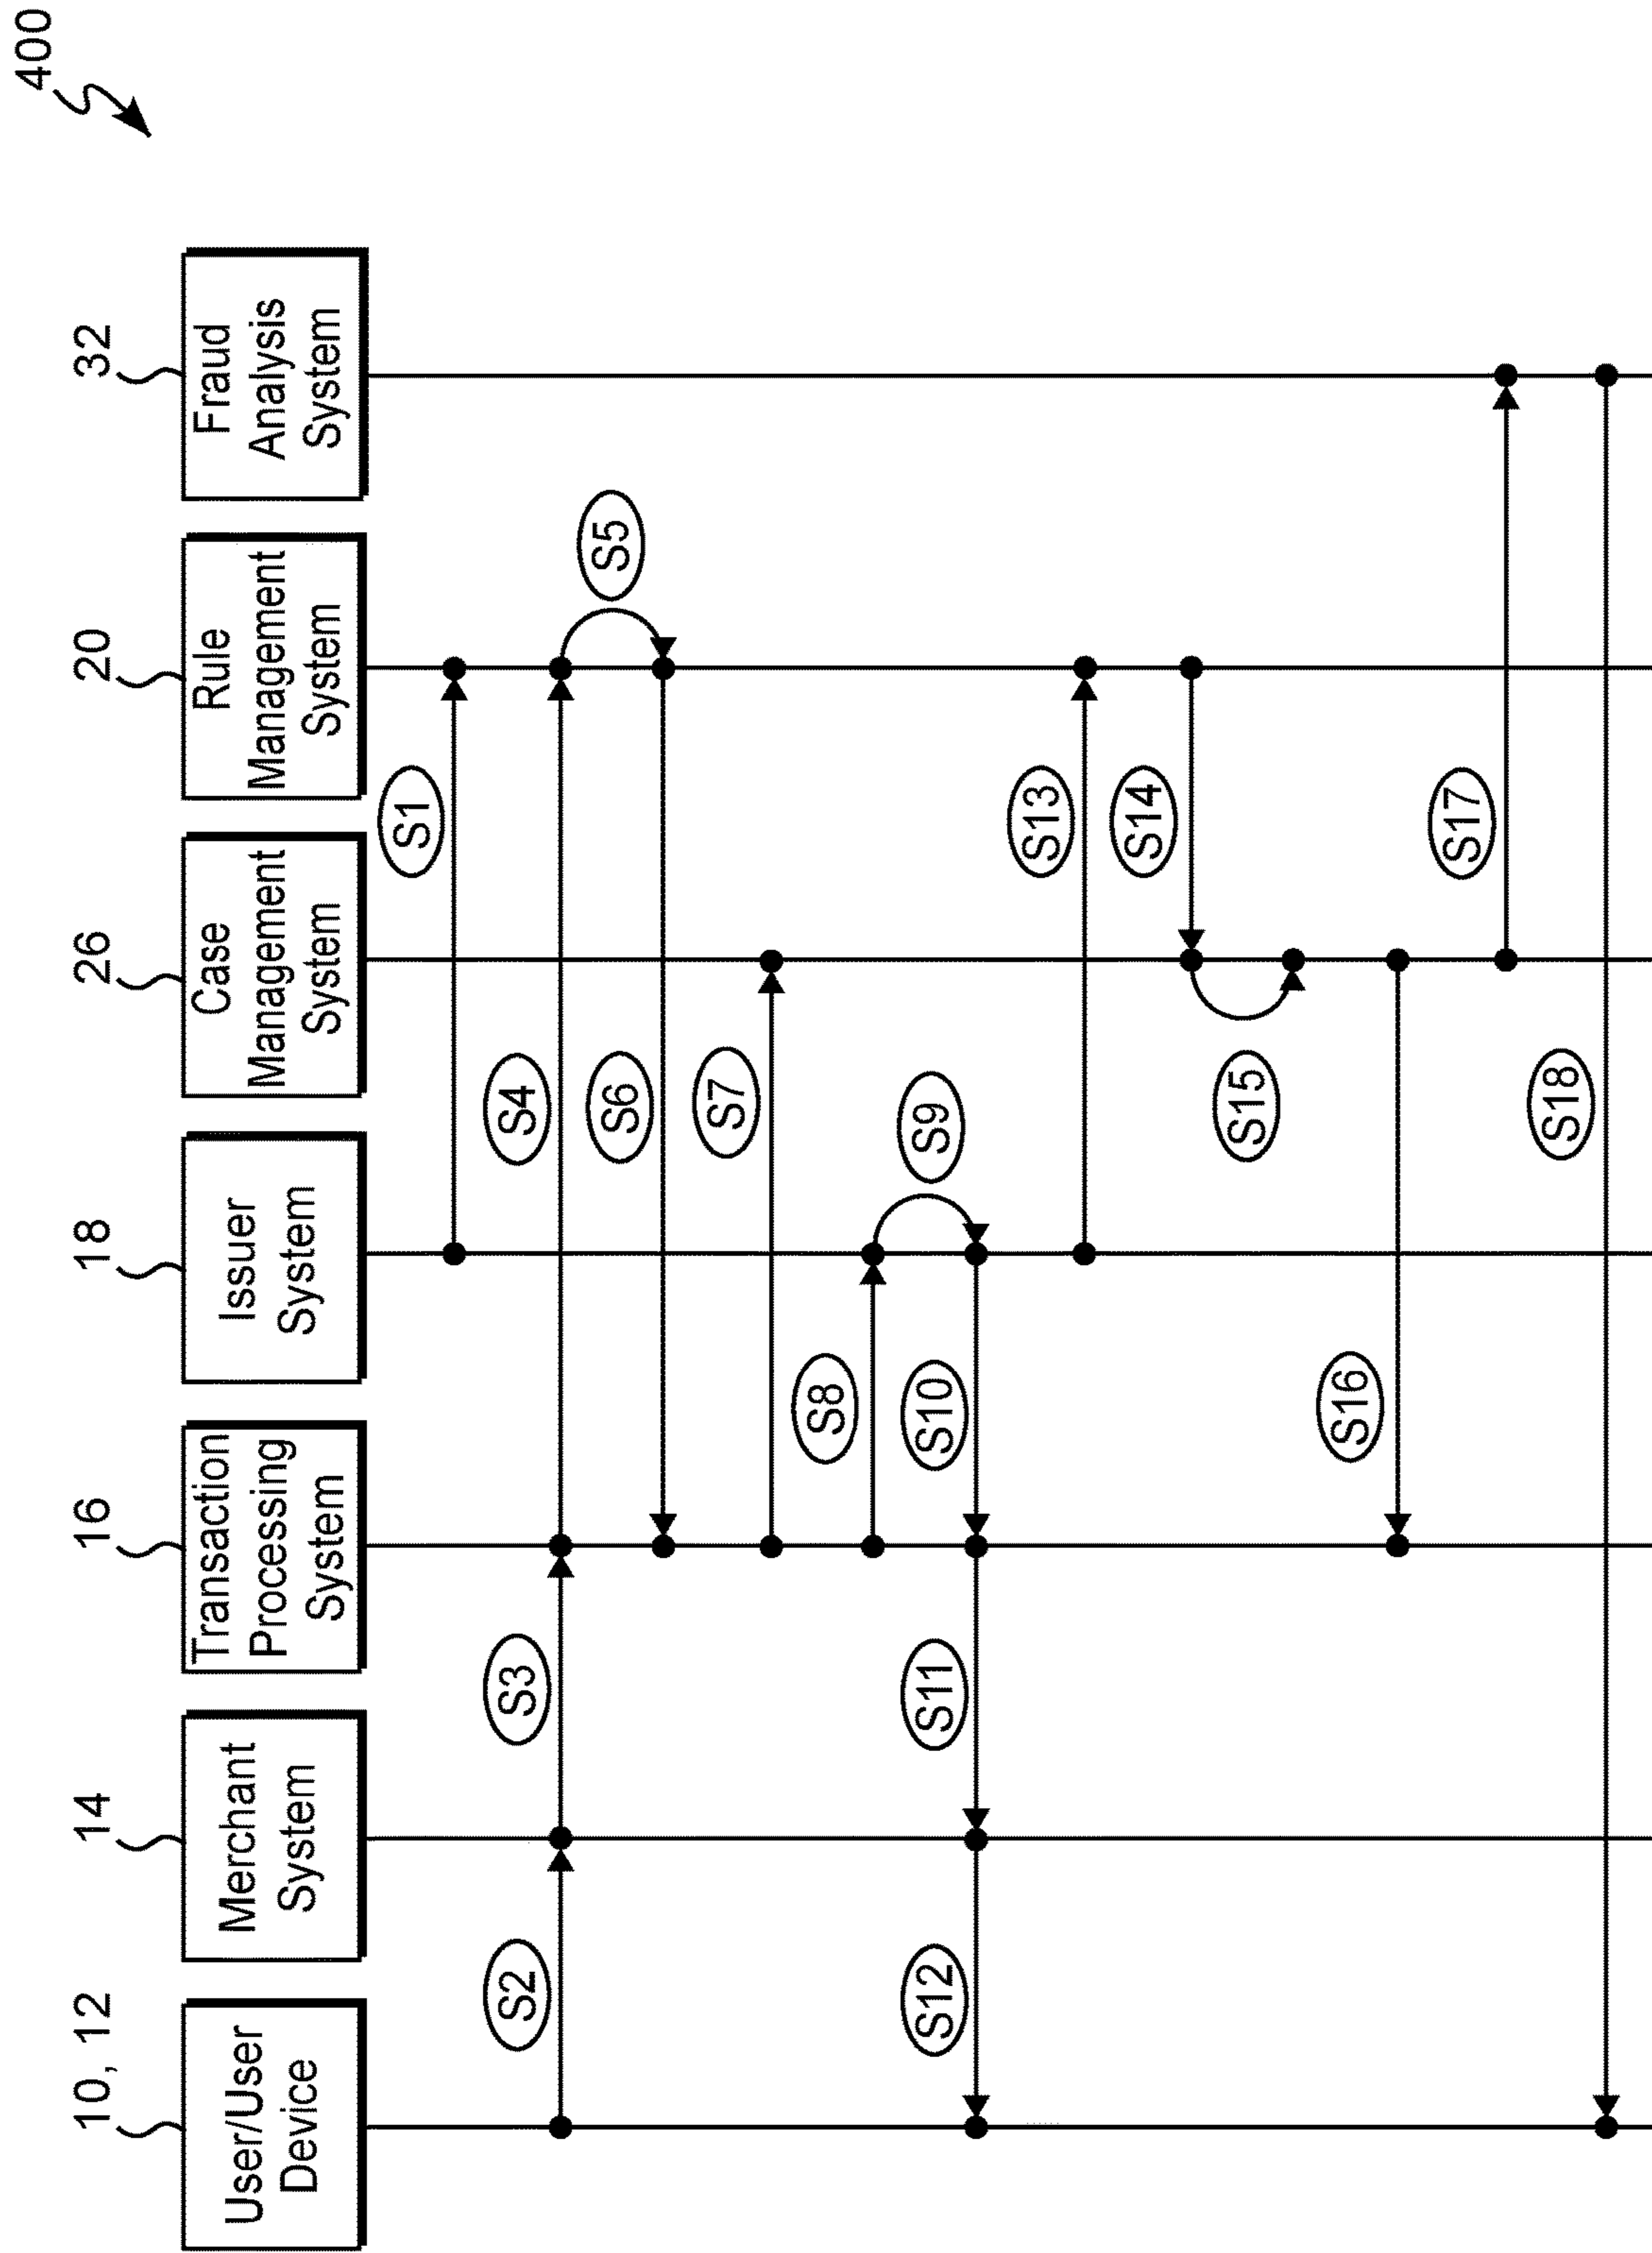 400
10, 12
14
16
18
26
20
32
User/User
Device
Merchant
System
Transaction
Processing
System
Issuer
System
Case
Management
System
Rule
Management
System
Fraud
Analysis
System
S1
S2
S3
S4
S5
S6
S7
S8
S9
S10
S11
S12
S13
S14
S15
S16
S17
S18